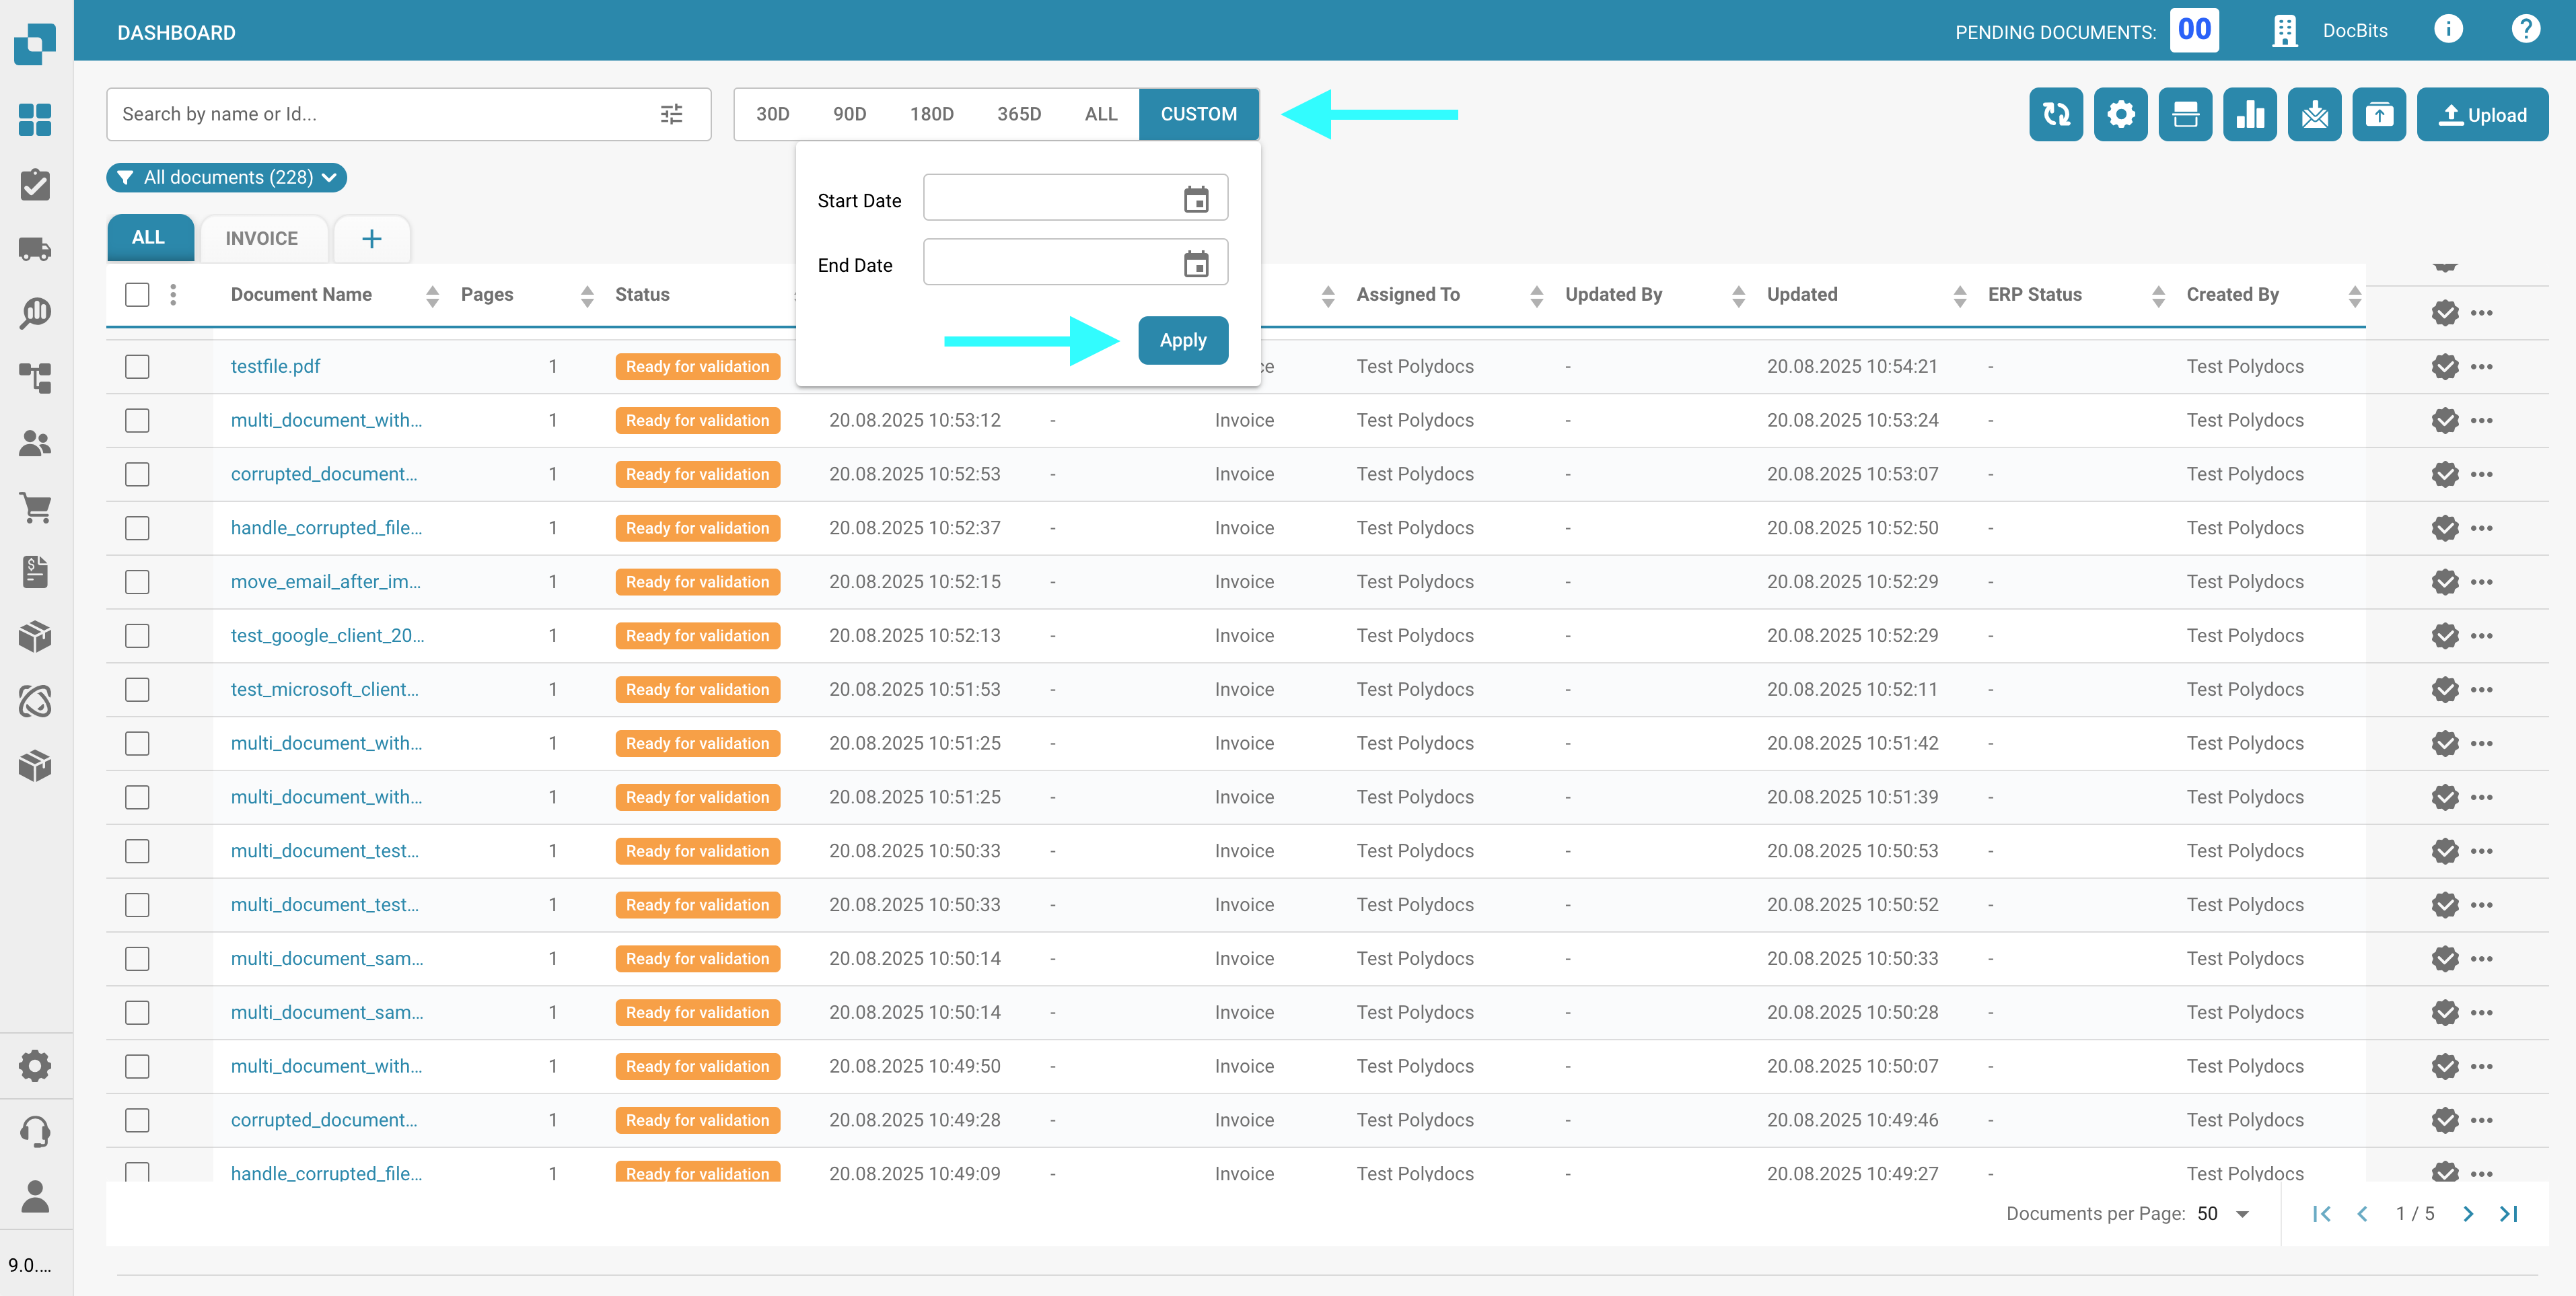 DASHBOARD
PENDING DOCUMENTS: 00
DocBits
Search by name or Id...
30D 90D 180D 365D ALL CUSTOM
Upload
All documents (228)
Start Date
End Date
Apply
ALL INVOICE
Document Name Pages Status Assigned To Updated By Updated ERP Status Created By
testfile.pdf 1 Ready for validation ce Test Polydocs - 20.08.2025 10:54:21 - Test Polydocs
multi_document_with... 1 Ready for validation 20.08.2025 10:53:12 - Invoice Test Polydocs - 20.08.2025 10:53:24 - Test Polydocs
corrupted_document... 1 Ready for validation 20.08.2025 10:52:53 - Invoice Test Polydocs - 20.08.2025 10:53:07 - Test Polydocs
handle_corrupted_file... 1 Ready for validation 20.08.2025 10:52:37 - Invoice Test Polydocs - 20.08.2025 10:52:50 - Test Polydocs
move_email_after_im... 1 Ready for validation 20.08.2025 10:52:15 - Invoice Test Polydocs - 20.08.2025 10:52:29 - Test Polydocs
test_google_client_20... 1 Ready for validation 20.08.2025 10:52:13 - Invoice Test Polydocs - 20.08.2025 10:52:29 - Test Polydocs
test_microsoft_client... 1 Ready for validation 20.08.2025 10:51:53 - Invoice Test Polydocs - 20.08.2025 10:52:11 - Test Polydocs
multi_document_with... 1 Ready for validation 20.08.2025 10:51:25 - Invoice Test Polydocs - 20.08.2025 10:51:42 - Test Polydocs
multi_document_with... 1 Ready for validation 20.08.2025 10:51:25 - Invoice Test Polydocs - 20.08.2025 10:51:39 - Test Polydocs
multi_document_test... 1 Ready for validation 20.08.2025 10:50:33 - Invoice Test Polydocs - 20.08.2025 10:50:53 - Test Polydocs
multi_document_test... 1 Ready for validation 20.08.2025 10:50:33 - Invoice Test Polydocs - 20.08.2025 10:50:52 - Test Polydocs
multi_document_sam... 1 Ready for validation 20.08.2025 10:50:14 - Invoice Test Polydocs - 20.08.2025 10:50:33 - Test Polydocs
multi_document_sam... 1 Ready for validation 20.08.2025 10:50:14 - Invoice Test Polydocs - 20.08.2025 10:50:28 - Test Polydocs
multi_document_with... 1 Ready for validation 20.08.2025 10:49:50 - Invoice Test Polydocs - 20.08.2025 10:50:07 - Test Polydocs
corrupted_document... 1 Ready for validation 20.08.2025 10:49:28 - Invoice Test Polydocs - 20.08.2025 10:49:46 - Test Polydocs
handle_corrupted_file... 1 Ready for validation 20.08.2025 10:49:09 - Invoice Test Polydocs - 20.08.2025 10:49:27 - Test Polydocs
Documents per Page: 50 1 / 5
9.0....